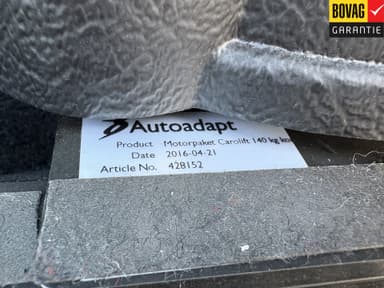 BOVAG
GARANTIE
Autoadapt
Product Motorpaket Carolift 140 kg
Date 2016-04-21
Article No. 428152